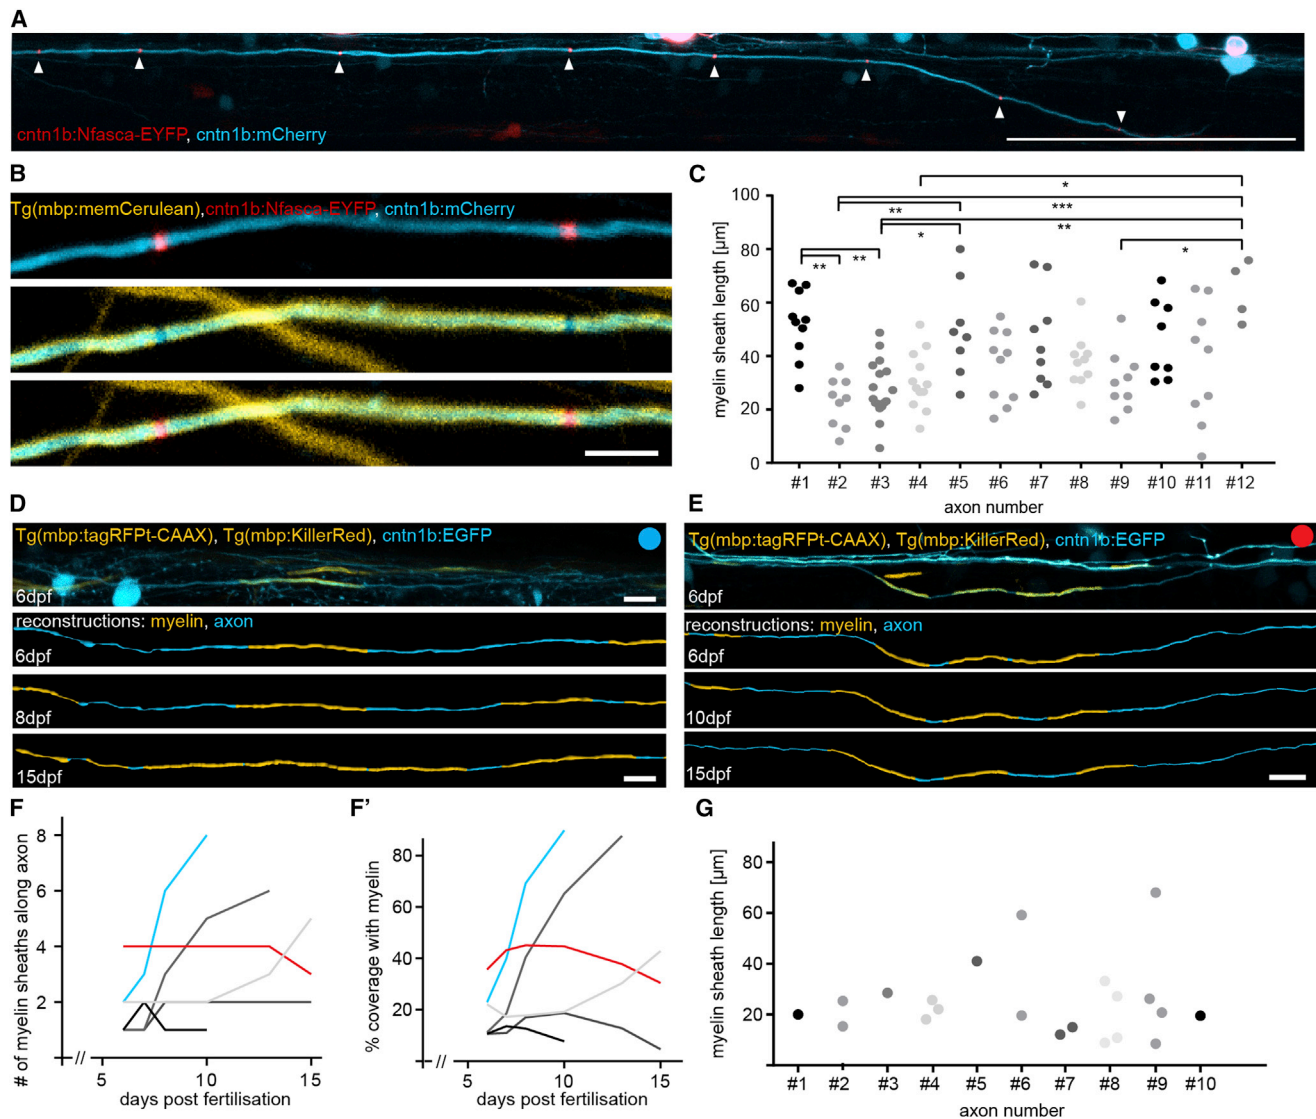 A
cntn1b:Nfasca-EYFP, cntn1b:mCherry
B
Tg(mbp:memCerulean),cntn1b:Nfasca-EYFP, cntn1b:mCherry
C
myelin sheath length [µm]
100
80
60
40
20
0
*
**
***
**
*
*
**
**
#1 #2 #3 #4 #5 #6 #7 #8 #9 #10 #11 #12
axon number
D
Tg(mbp:tagRFPt-CAAX), Tg(mbp:KillerRed), cntn1b:EGFP
6dpf
reconstructions: myelin, axon
6dpf
8dpf
15dpf
E
Tg(mbp:tagRFPt-CAAX), Tg(mbp:KillerRed), cntn1b:EGFP
6dpf
reconstructions: myelin, axon
6dpf
10dpf
15dpf
F
# of myelin sheaths along axon
8
6
4
2
//
5 10 15
days post fertilisation
F'
% coverage with myelin
80
60
40
20
//
5 10 15
days post fertilisation
G
myelin sheath length [µm]
80
60
40
20
#1 #2 #3 #4 #5 #6 #7 #8 #9 #10
axon number